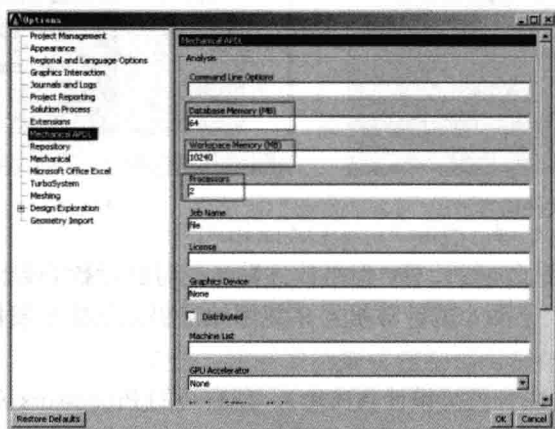 Options
Project Management
Appearance
Regional and Language Options
Graphics Interaction
Journals and Logs
Project Reporting
Solution Process
Extensions
Mechanical APDL
Repository
Mechanical
Microsoft Office Excel
TurboSystem
Meshing
Design Exploration
Geometry Import
Mechanical APDL
Analysis
Command Line Options
Database Memory (MB)
64
Workspace Memory (MB)
10240
Processors
2
Job Name
file
License
Graphics Device
None
Distributed
Machine List
GPU Accelerator
None
Restore Defaults
OK
Cancel